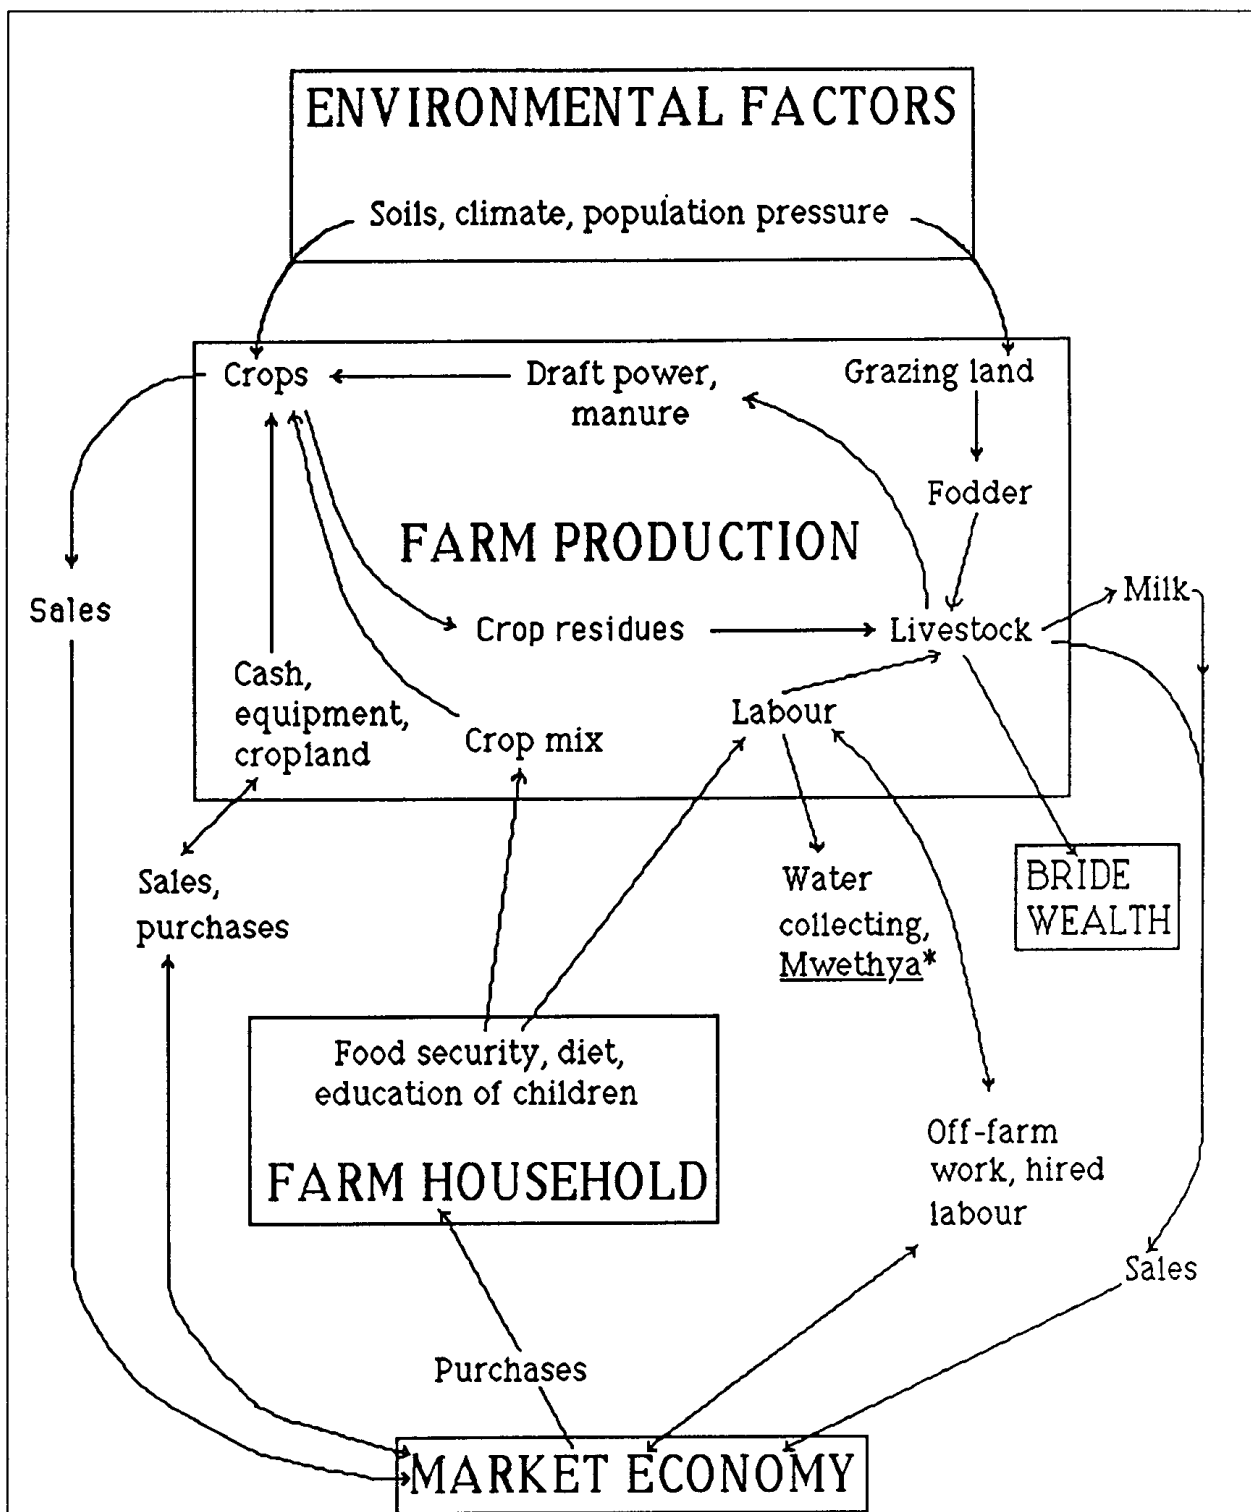 ENVIRONMENTAL FACTORS
Soils, climate, population pressure
Crops
Draft power,
manure
Grazing land
Fodder
FARM PRODUCTION
Sales
Crop residues
Livestock
Milk
Cash,
equipment,
cropland
Crop mix
Labour
Sales,
purchases
Water
collecting,
Mwethya*
BRIDE
WEALTH
Food security, diet,
education of children
FARM HOUSEHOLD
Off-farm
work, hired
labour
Sales
Purchases
MARKET ECONOMY